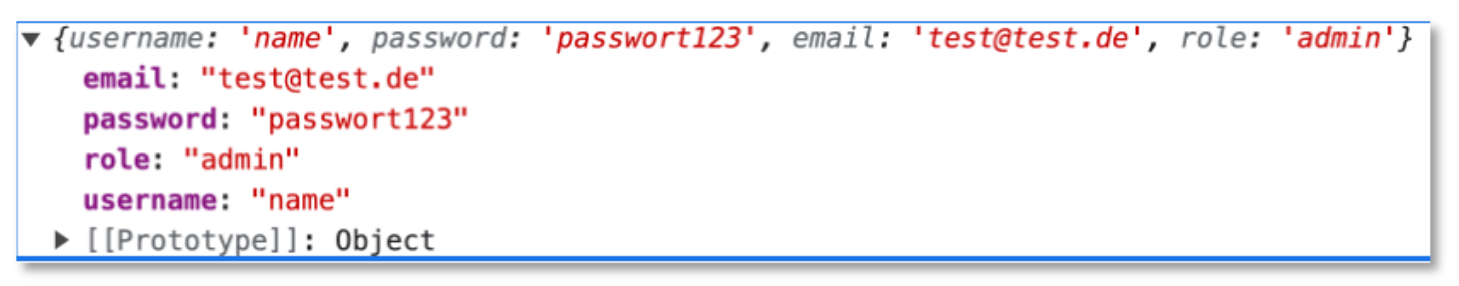 ▼ {username: 'name', password: 'passwort123', email: 'test@test.de', role: 'admin'}
email: "test@test.de"
password: "passwort123"
role: "admin"
username: "name"
▶ [[Prototype]]: Object